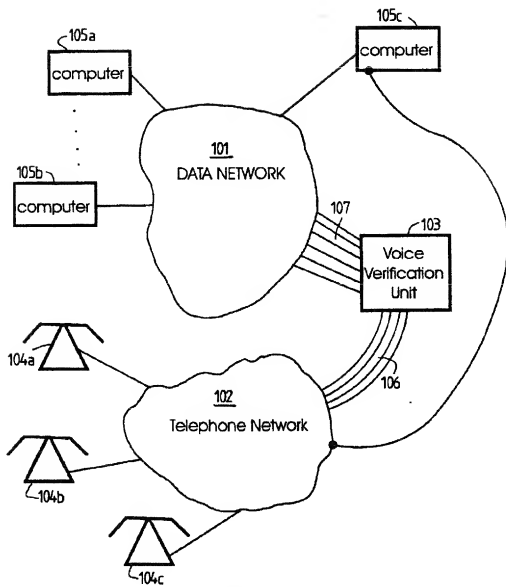 105a
computer
105c
computer
105b
computer
101
DATA NETWORK
107
103
Voice
Verification
Unit
106
104a
102
Telephone Network
104b
104c